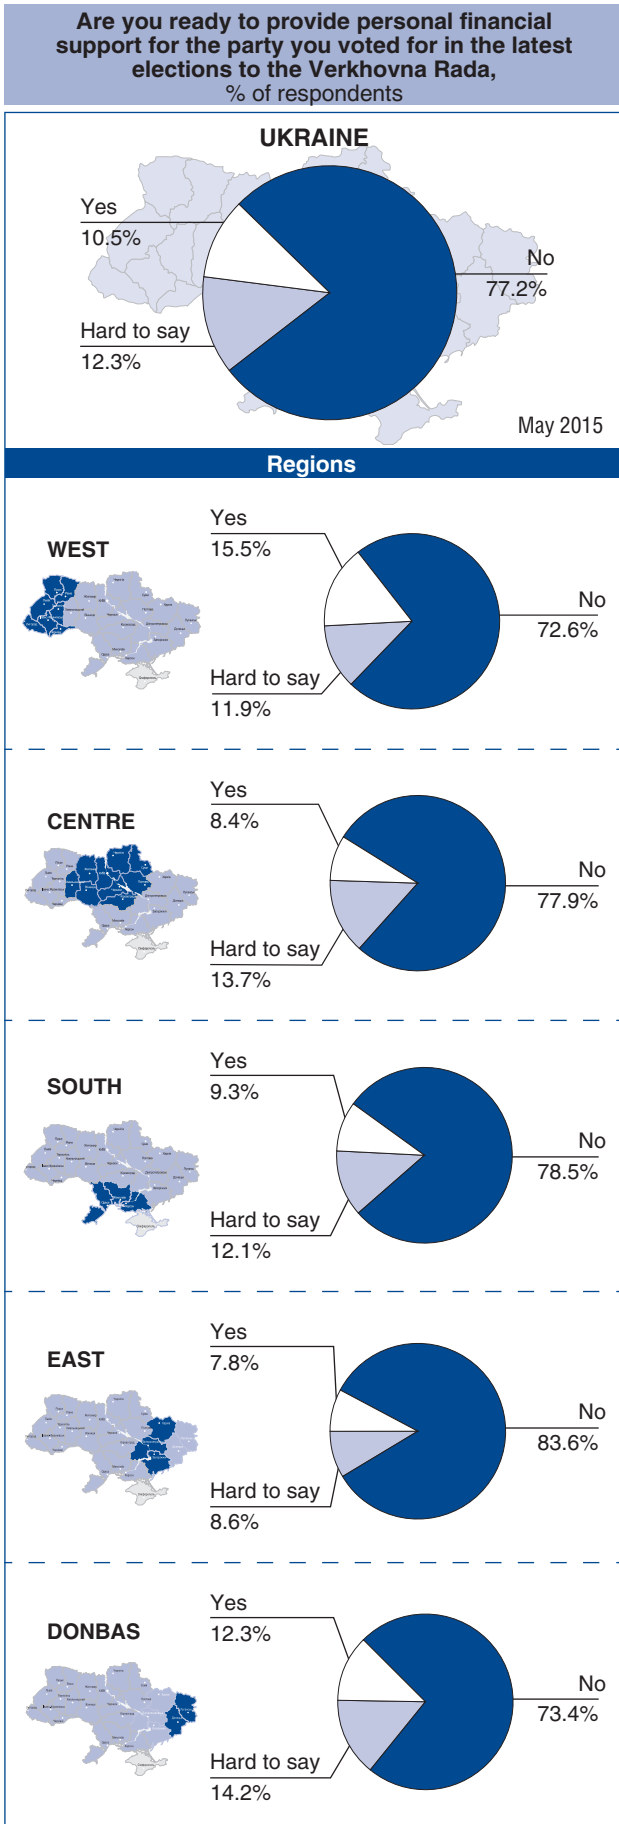 Are you ready to provide personal financial
support for the party you voted for in the latest
elections to the Verkhovna Rada,
% of respondents
UKRAINE
Yes
10.5%
No
77.2%
Hard to say
12.3%
May 2015
Regions
WEST
Yes
15.5%
No
72.6%
Hard to say
11.9%
CENTRE
Yes
8.4%
No
77.9%
Hard to say
13.7%
SOUTH
Yes
9.3%
No
78.5%
Hard to say
12.1%
EAST
Yes
7.8%
No
83.6%
Hard to say
8.6%
DONBAS
Yes
12.3%
No
73.4%
Hard to say
14.2%